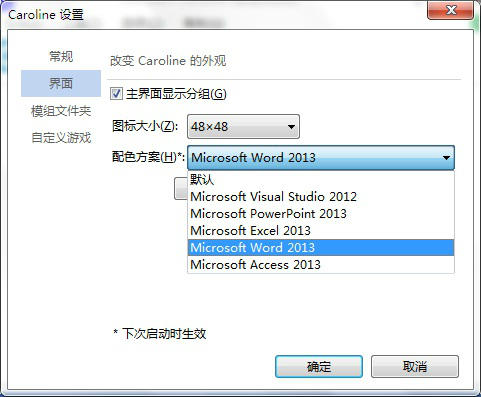 Caroline 设置
常规
界面
模组文件夹
自定义游戏
改变 Caroline 的外观
主界面显示分组(G)
图标大小(Z): 48×48
配色方案(H)*: Microsoft Word 2013
默认
Microsoft Visual Studio 2012
Microsoft PowerPoint 2013
Microsoft Excel 2013
Microsoft Word 2013
Microsoft Access 2013
* 下次启动时生效
确定 取消